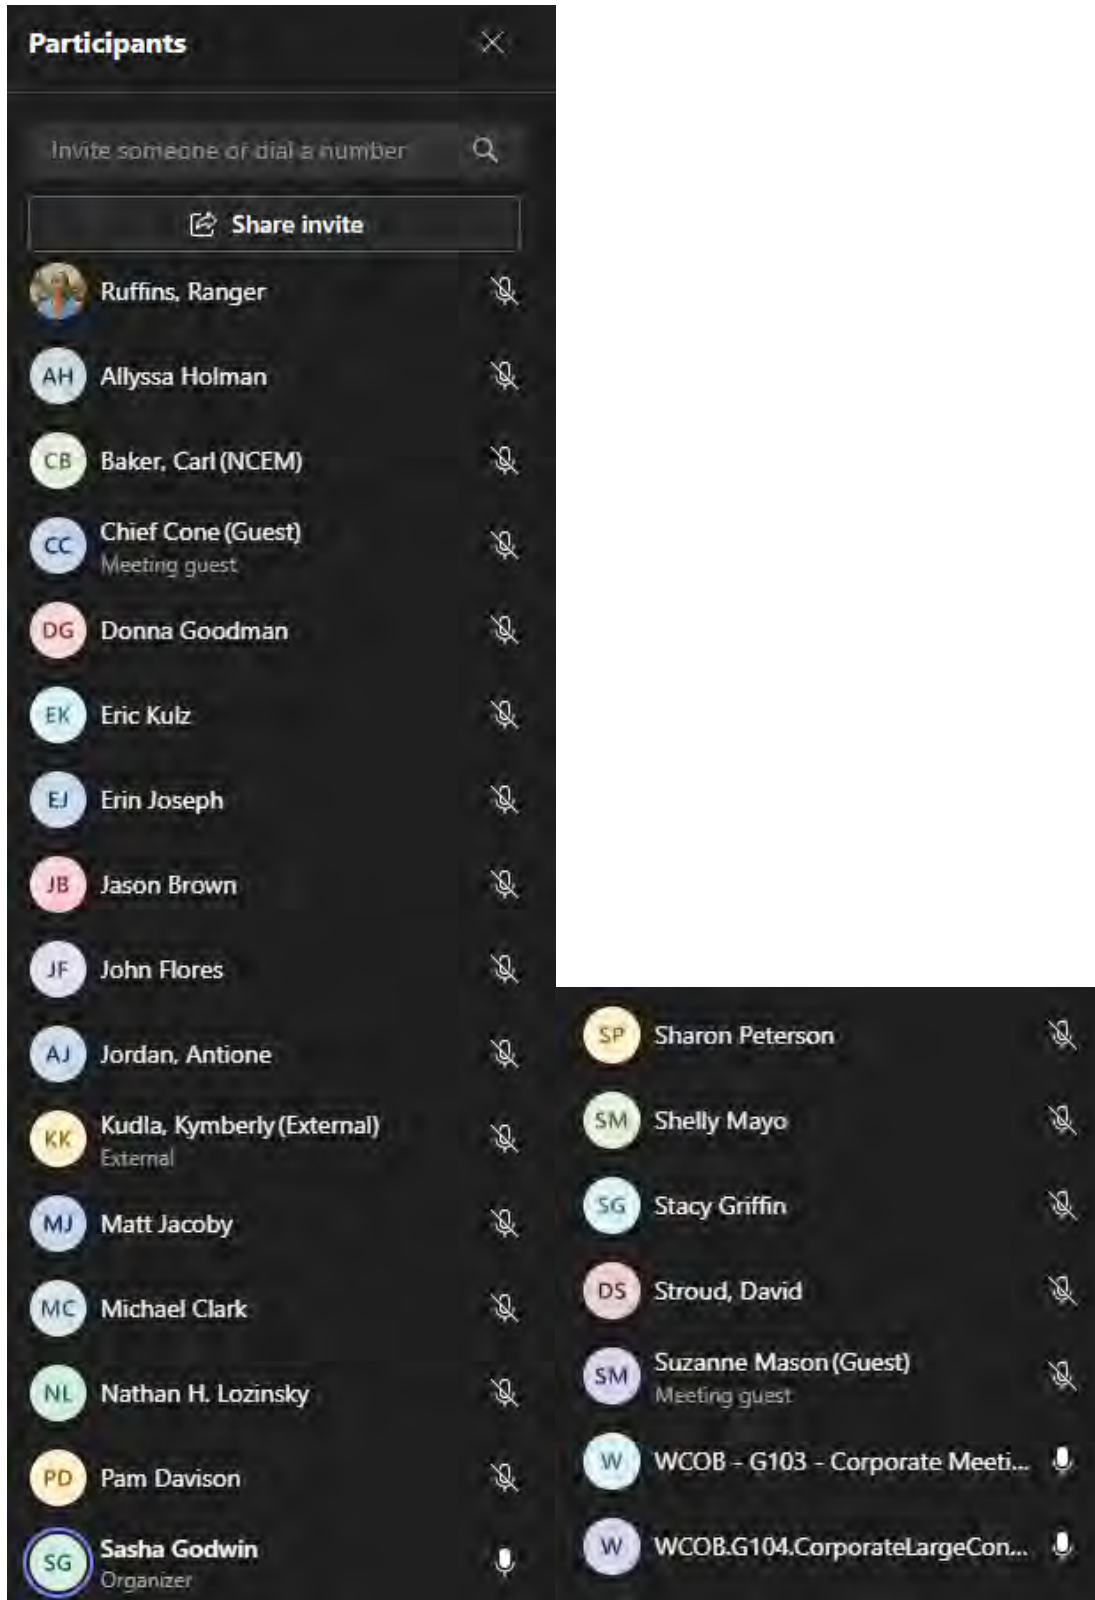 Participants
Invite someone or dial a number
Share invite
Ruffins, Ranger
AH Allyssa Holman
CB Baker, Carl (NCEM)
CC Chief Cone (Guest)
Meeting guest
DG Donna Goodman
EK Eric Kulz
EJ Erin Joseph
JB Jason Brown
JF John Flores
AJ Jordan, Antione
KK Kudla, Kymberly (External)
External
MJ Matt Jacoby
MC Michael Clark
NL Nathan H. Lozinsky
PD Pam Davison
SG Sasha Godwin
Organizer
SP Sharon Peterson
SM Shelly Mayo
SG Stacy Griffin
DS Stroud, David
SM Suzanne Mason (Guest)
Meeting guest
W WCOB - G103 - Corporate Meeti...
W WCOB.G104.CorporateLargeCon...